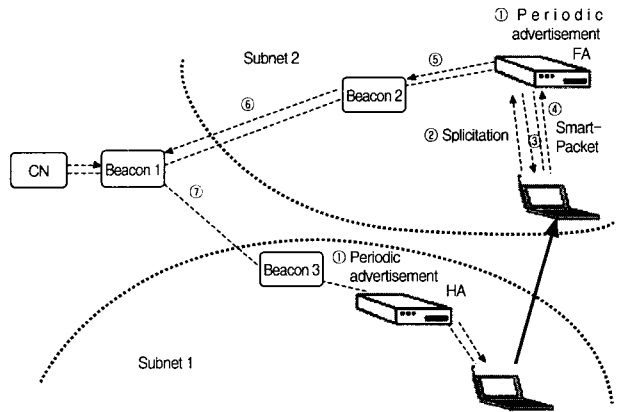 ① Periodic
advertisement
FA
Subnet 2
⑤
Beacon 2
⑥
④
② Splicitation
③
Smart-
Packet
CN
Beacon 1
⑦
① Periodic
advertisement
Beacon 3
HA
Subnet 1